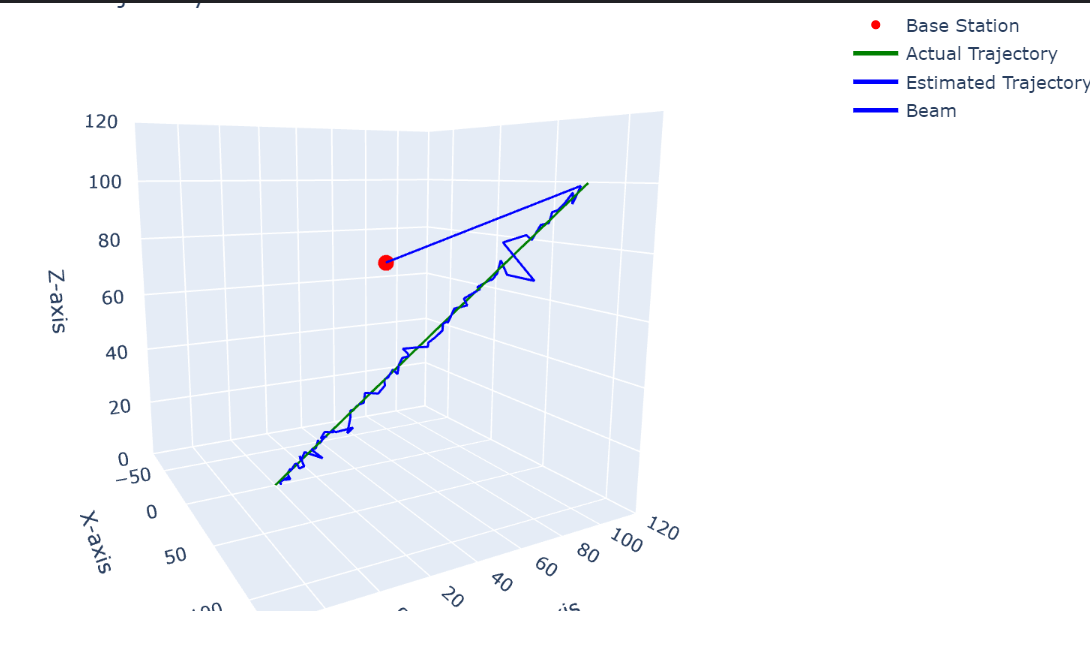 Base Station
Actual Trajectory
Estimated Trajectory
Beam
120
100
80
60
40
20
0
Z-axis
−50
0
50
X-axis
20
40
60
80
100
120